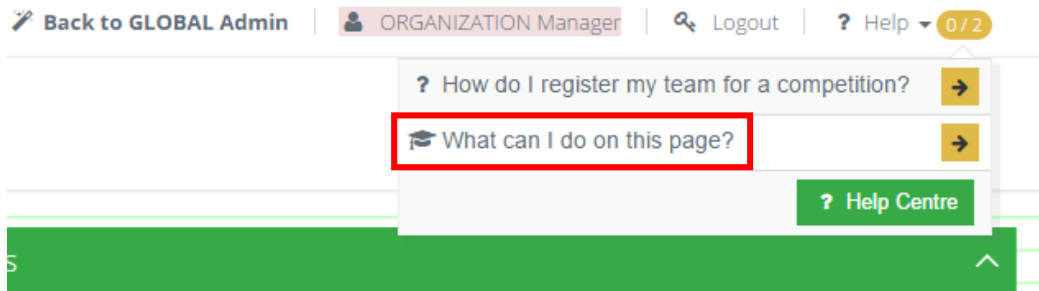 Back to GLOBAL Admin ORGANIZATION Manager Logout ? Help 0 / 2
? How do I register my team for a competition?
What can I do on this page?
? Help Centre
s